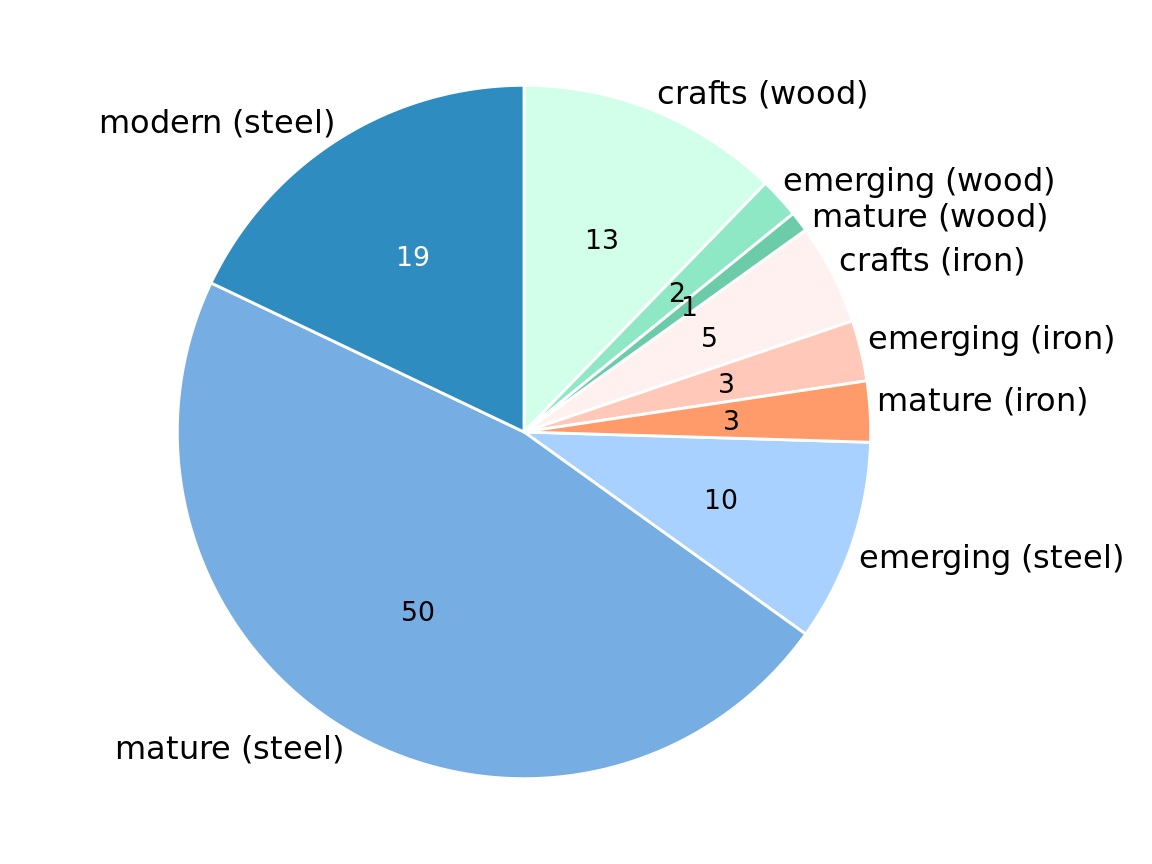 crafts (wood)
modern (steel)
emerging (wood)
mature (wood)
13
19
crafts (iron)
2
1
5
emerging (iron)
3
mature (iron)
3
10
emerging (steel)
50
mature (steel)